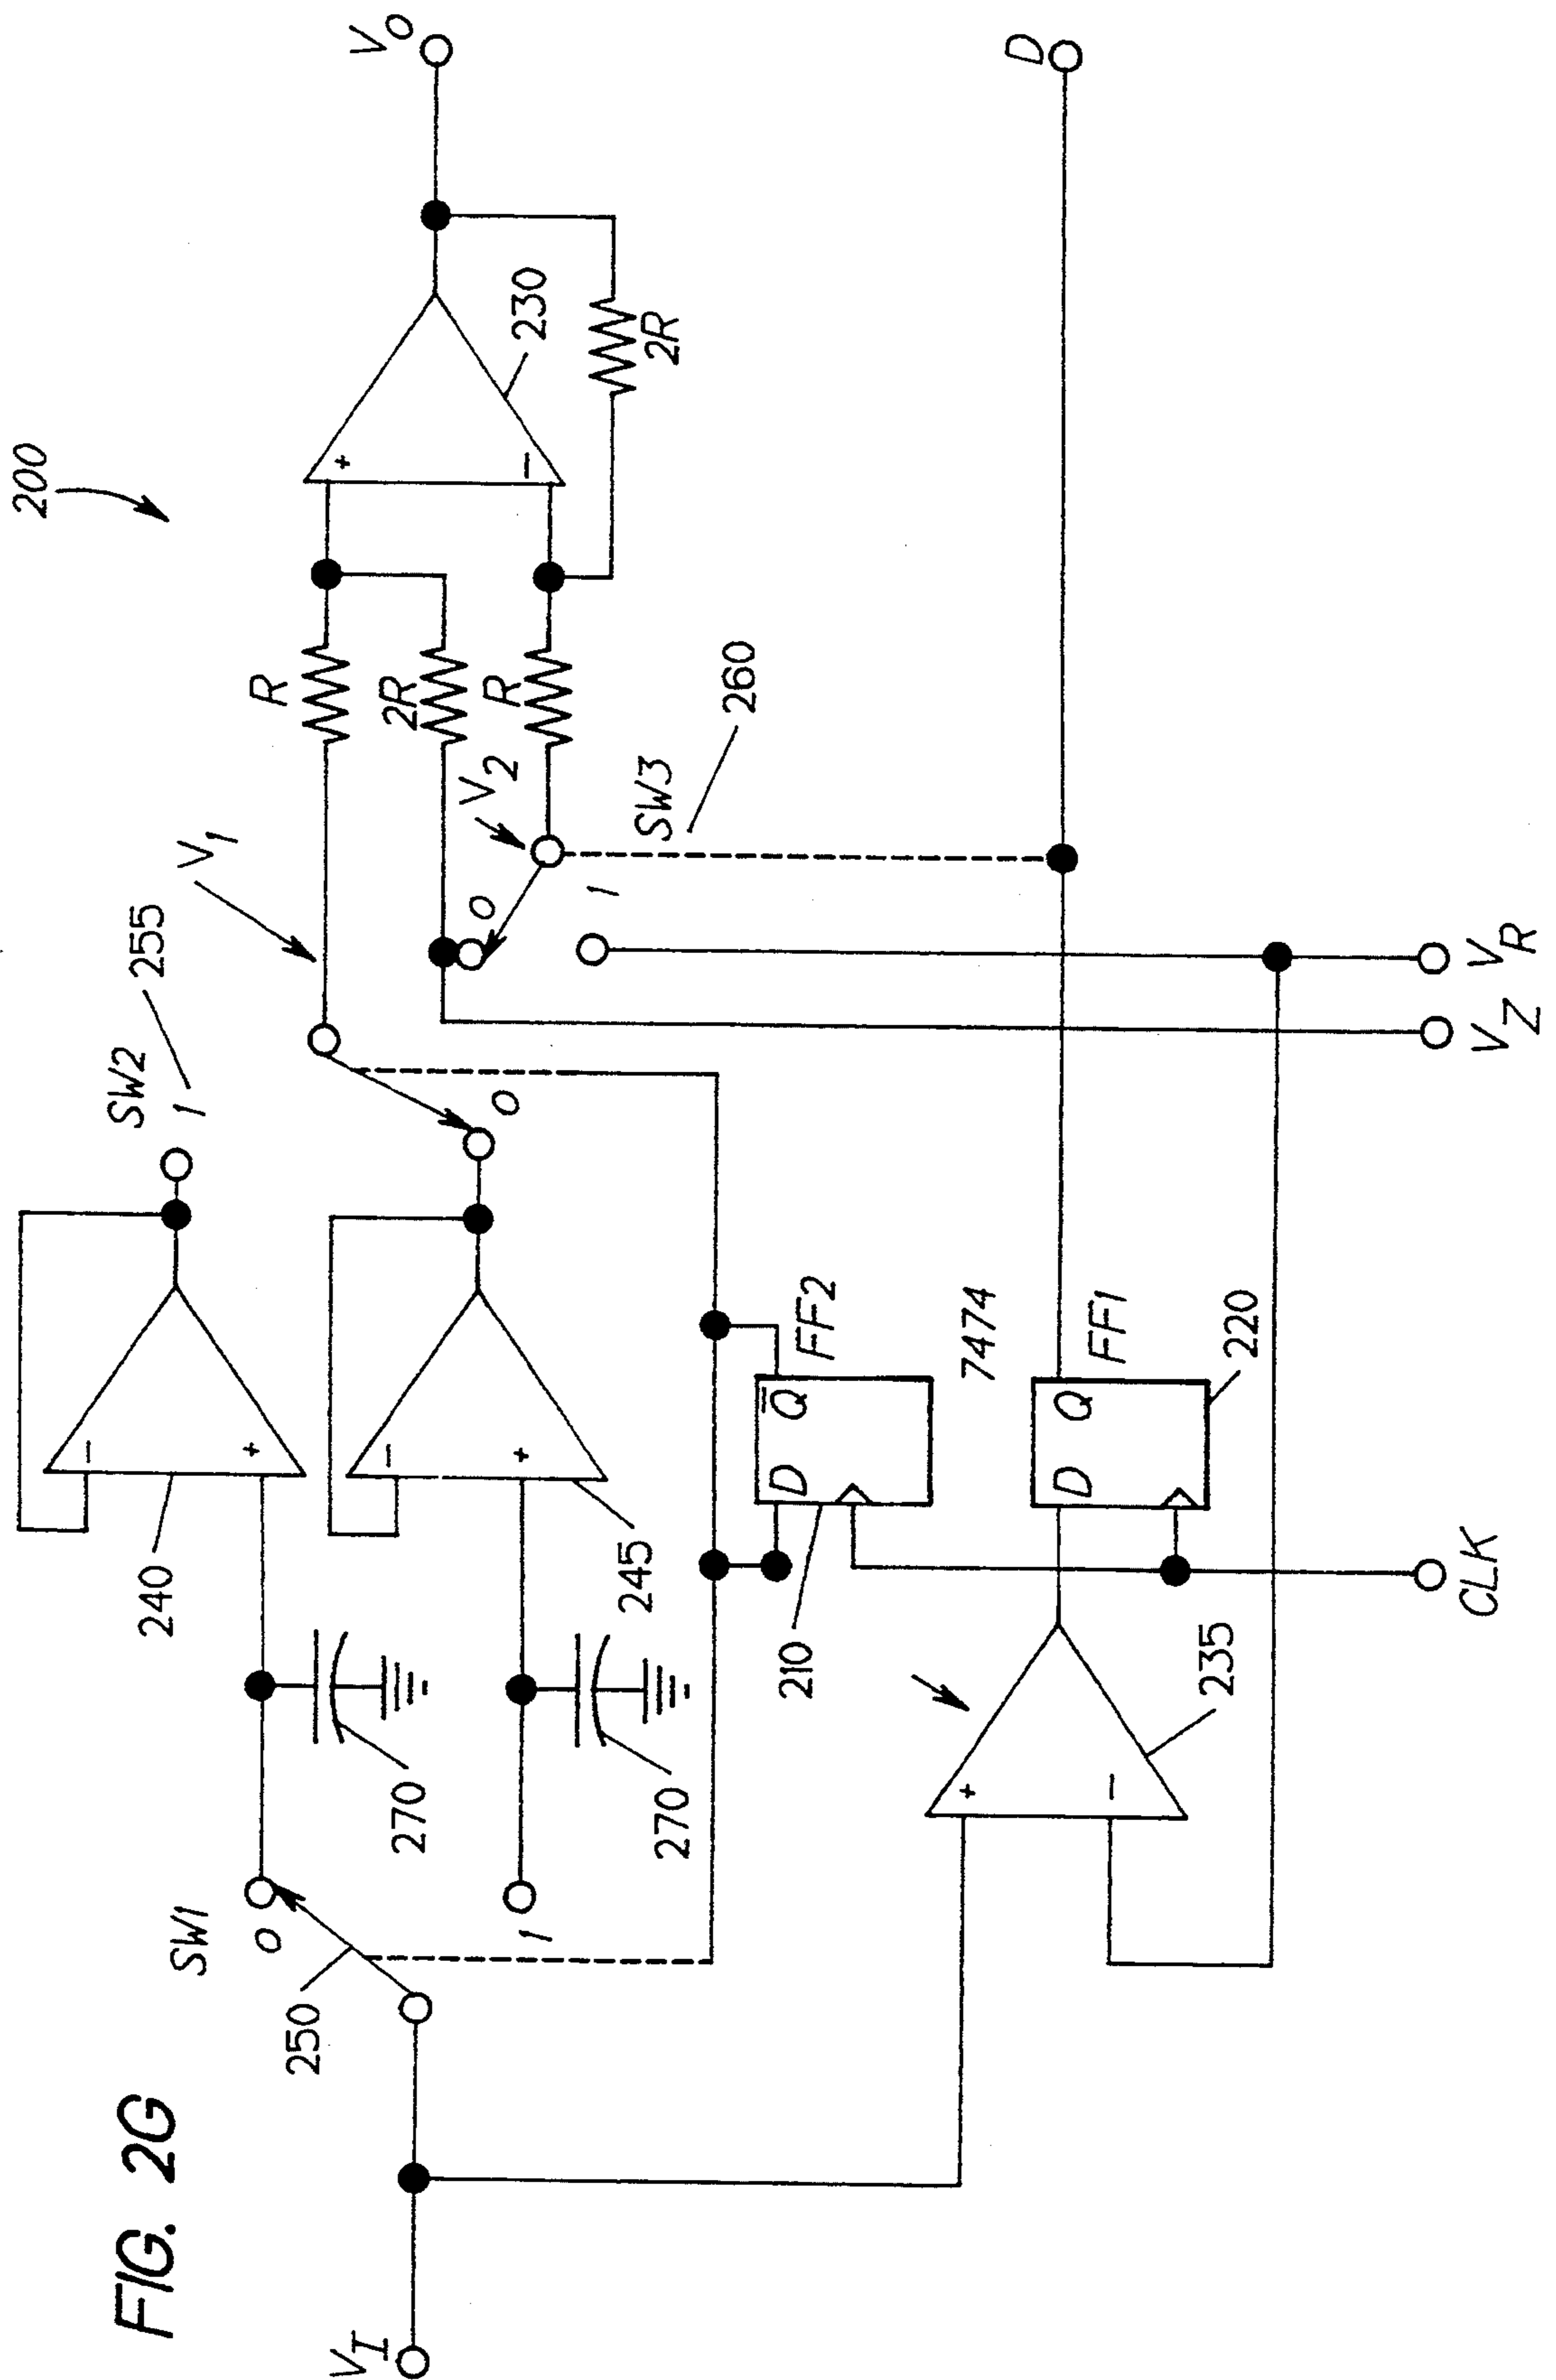 FIG. 2G
200
SW2
1
255
V1
VO
240
SW1
0
250
270
270
245
0
R
2R
R
V2
0
1
SW3
260
+
-
230
2R
-
+
-
+
VI
1
210
D
Q̄
FF2
7474
D
Q
FF1
220
+
-
235
CLK
VZ
VR
D